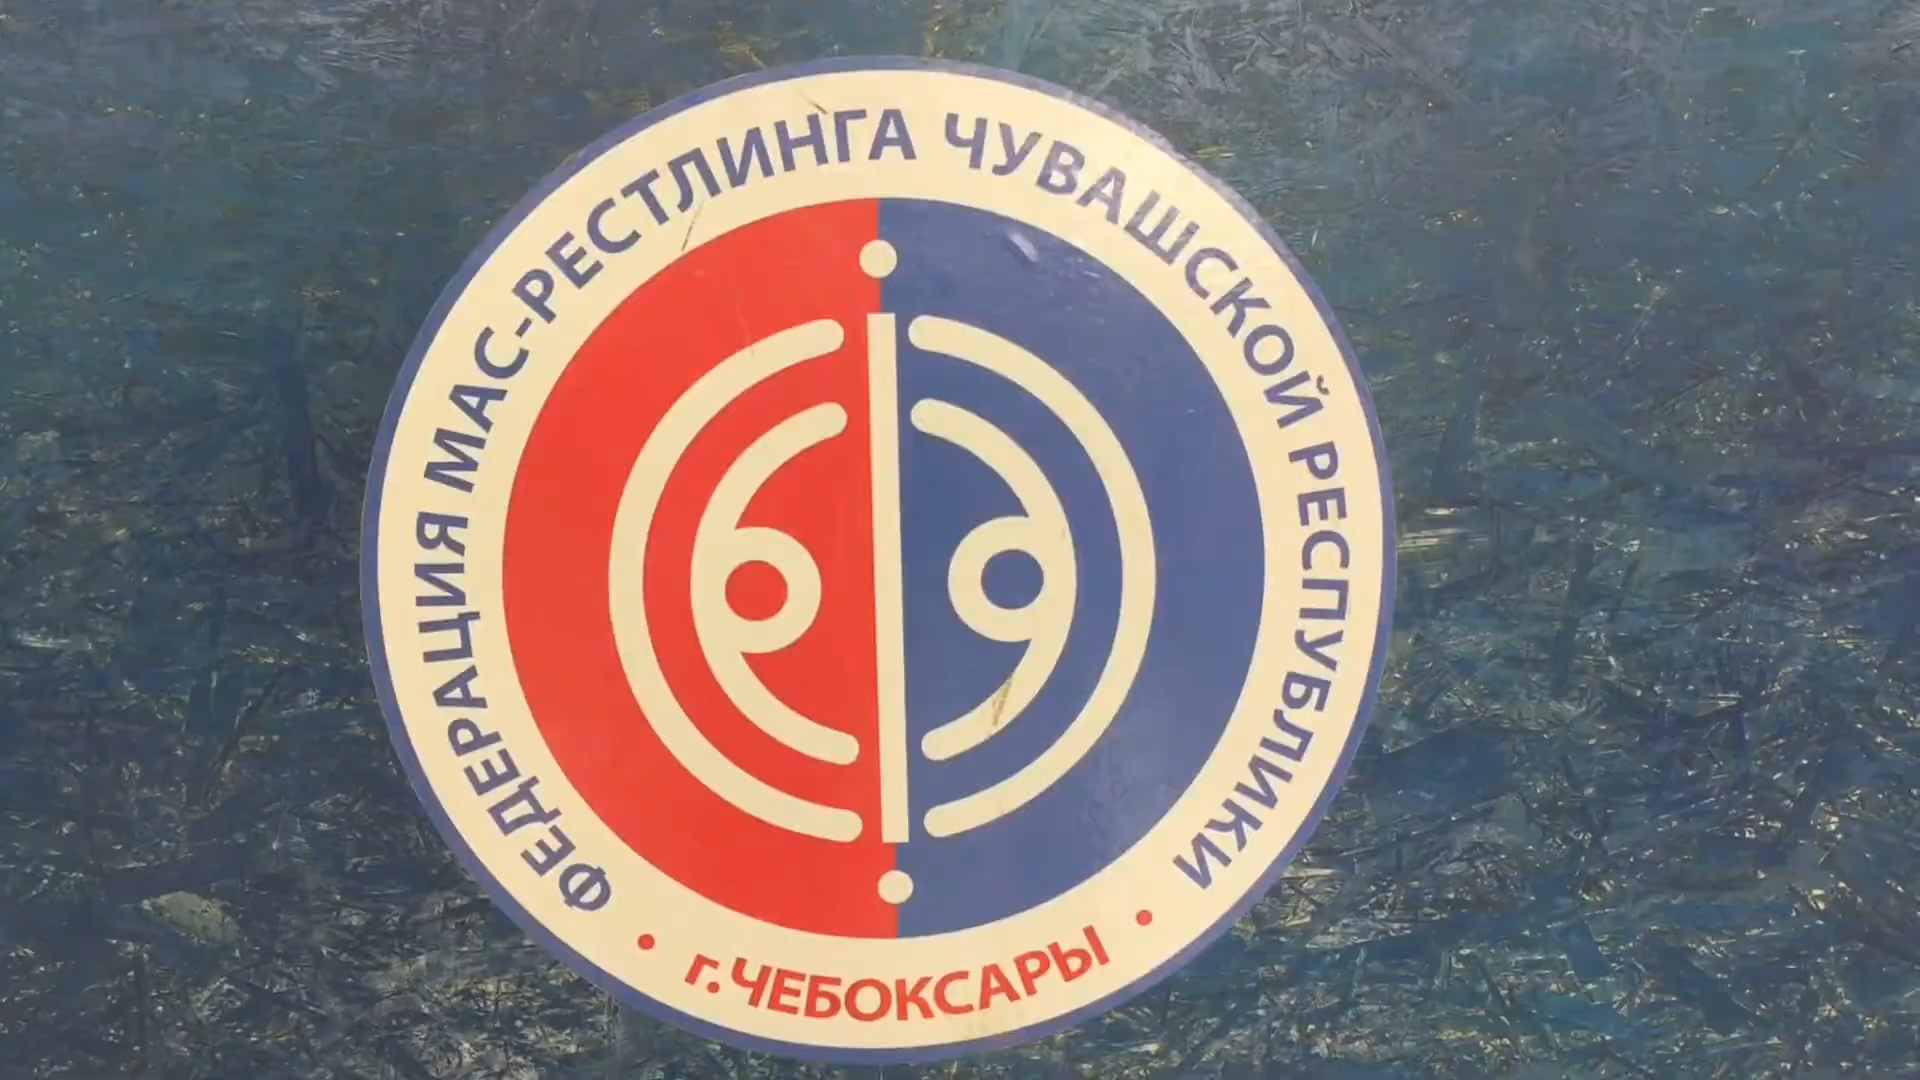 ФЕДЕРАЦИЯ МАС-РЕСТЛИНГА ЧУВАШСКОЙ РЕСПУБЛИКИ
• г.ЧЕБОКСАРЫ •